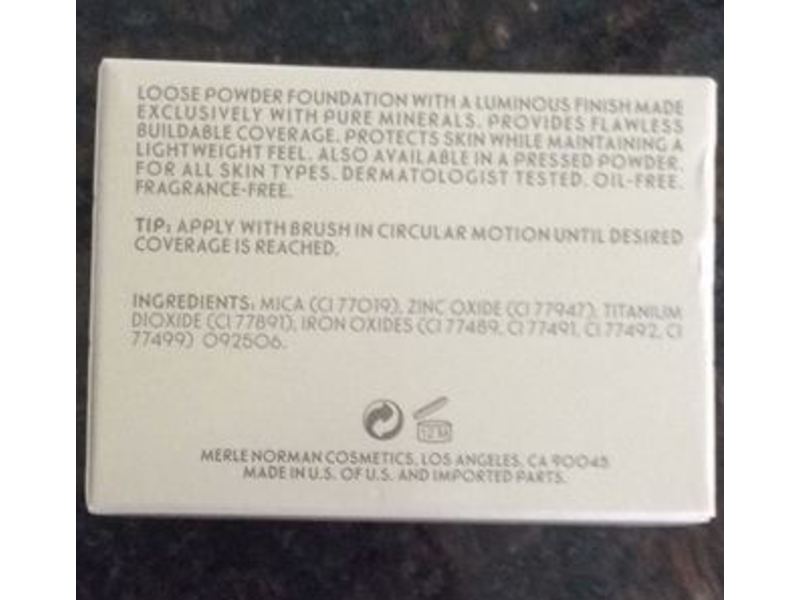 LOOSE POWDER FOUNDATION WITH A LUMINOUS FINISH MADE
EXCLUSIVELY WITH PURE MINERALS. PROVIDES FLAWLESS
BUILDABLE COVERAGE. PROTECTS SKIN WHILE MAINTAINING A
LIGHTWEIGHT FEEL. ALSO AVAILABLE IN A PRESSED POWDER.
FOR ALL SKIN TYPES. DERMATOLOGIST TESTED. OIL-FREE.
FRAGRANCE-FREE.
TIP: APPLY WITH BRUSH IN CIRCULAR MOTION UNTIL DESIRED
COVERAGE IS REACHED.
INGREDIENTS: MICA (CI 77019), ZINC OXIDE (CI 77947), TITANIUM
DIOXIDE (CI 77891), IRON OXIDES (CI 77489, CI 77491, CI 77492, CI
77499) 092506.
12 M
MERLE NORMAN COSMETICS, LOS ANGELES, CA 90045
MADE IN U.S. OF U.S. AND IMPORTED PARTS.